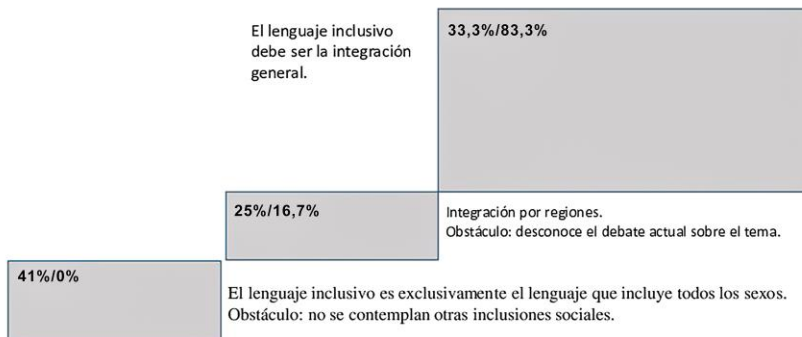 El lenguaje inclusivo
debe ser la integración
general.
33,3%/83,3%
25%/16,7%
Integración por regiones.
Obstáculo: desconoce el debate actual sobre el tema.
41%/0%
El lenguaje inclusivo es exclusivamente el lenguaje que incluye todos los sexos.
Obstáculo: no se contemplan otras inclusiones sociales.